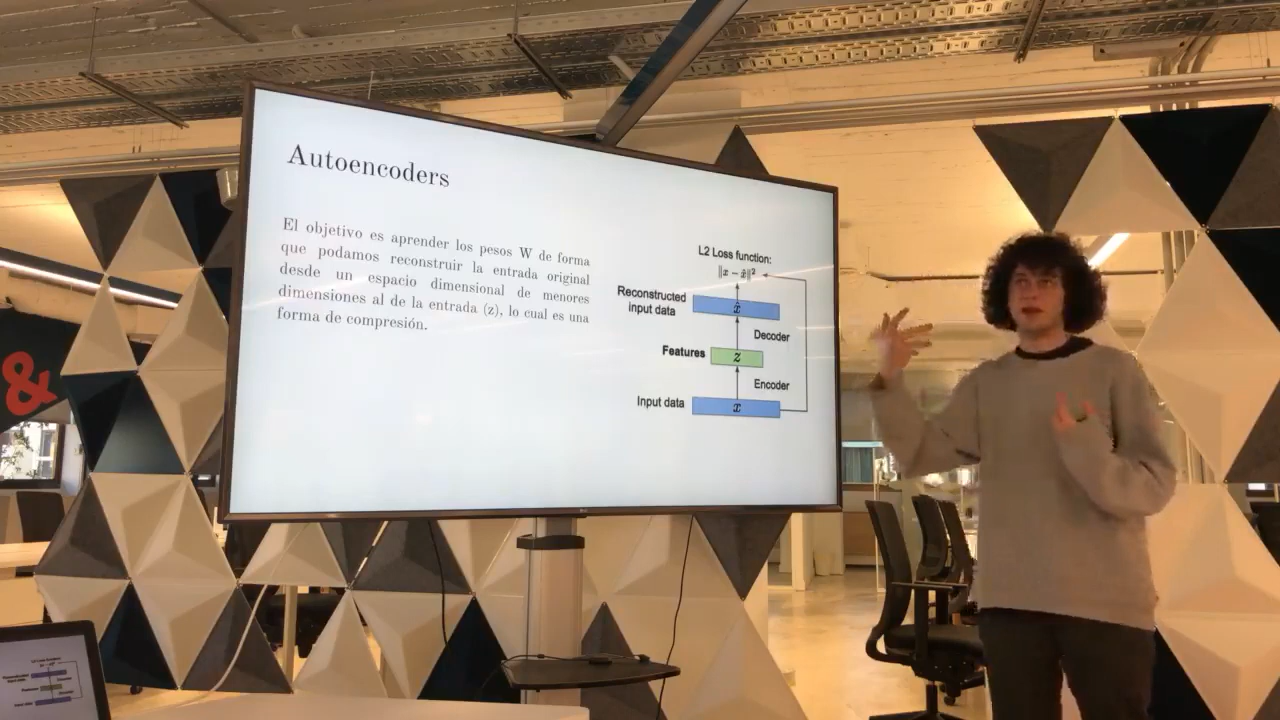 Autoencoders
El objetivo es aprender los pesos W de forma
que podamos reconstruir la entrada original
desde un espacio dimensional de menores
dimensiones al de la entrada (z), lo cual es una
forma de compresión.
L2 Loss function:
‖x − x̂‖²
Reconstructed
input data
x̂
Decoder
Features
z
Encoder
Input data
x
&